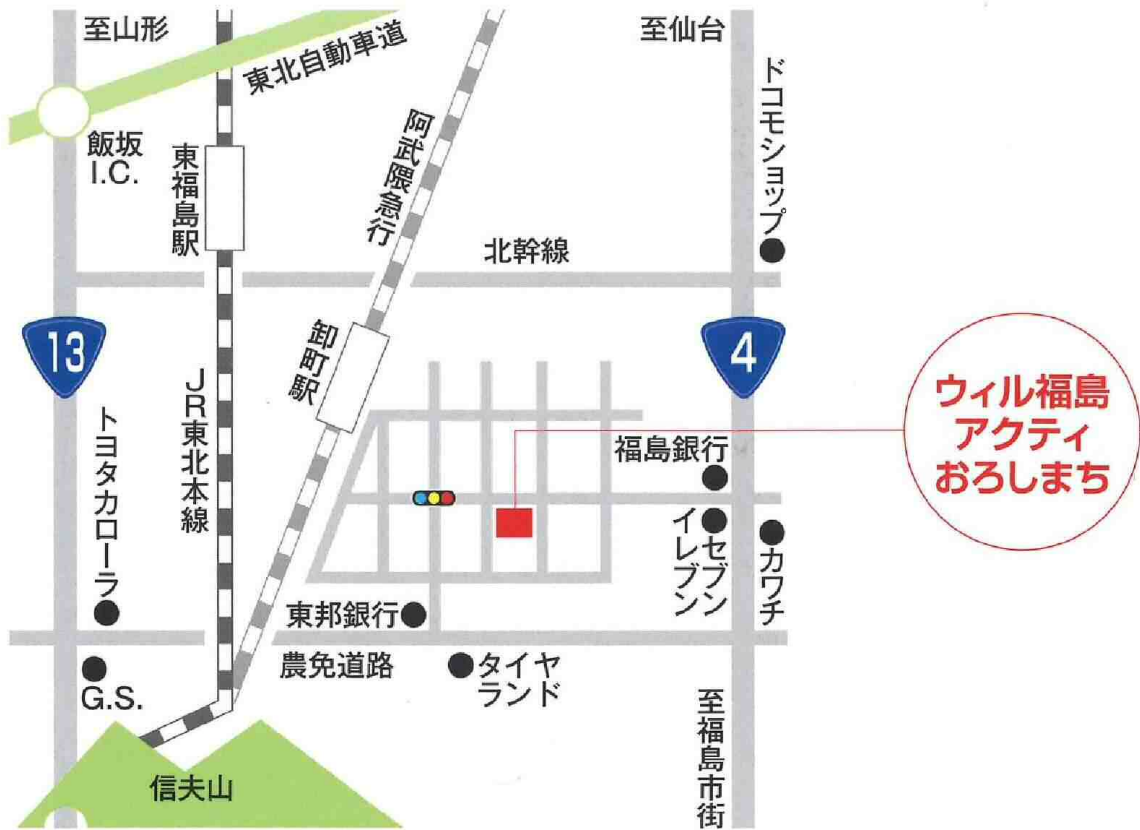 至山形
東北自動車道
飯坂
I.C.
東福島駅
阿武隈急行
至仙台
ドコモショップ
北幹線
13
卸町駅
4
JR東北本線
トヨタカローラ
福島銀行
ウィル福島
アクティ
おろしまち
セブン
イレブン
カワチ
東邦銀行
農免道路
タイヤ
ランド
G.S.
至福島市街
信夫山